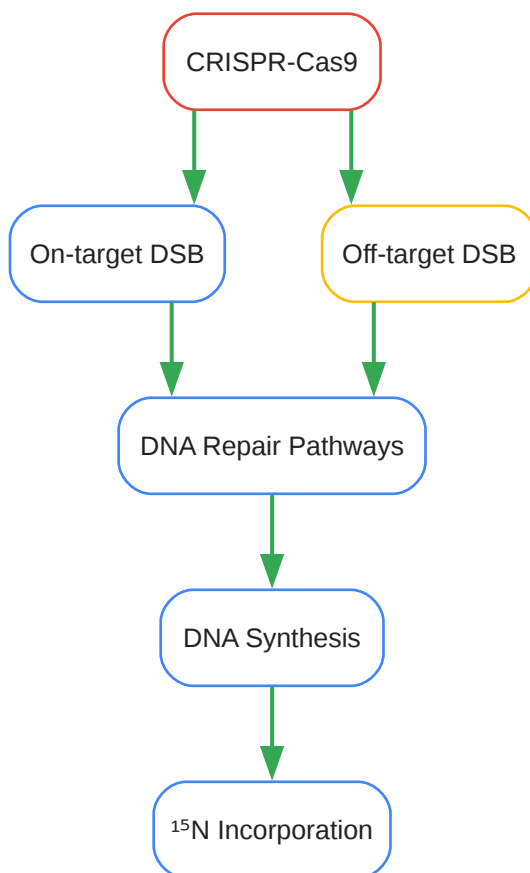 CRISPR-Cas9
On-target DSB
Off-target DSB
DNA Repair Pathways
DNA Synthesis
¹⁵N Incorporation